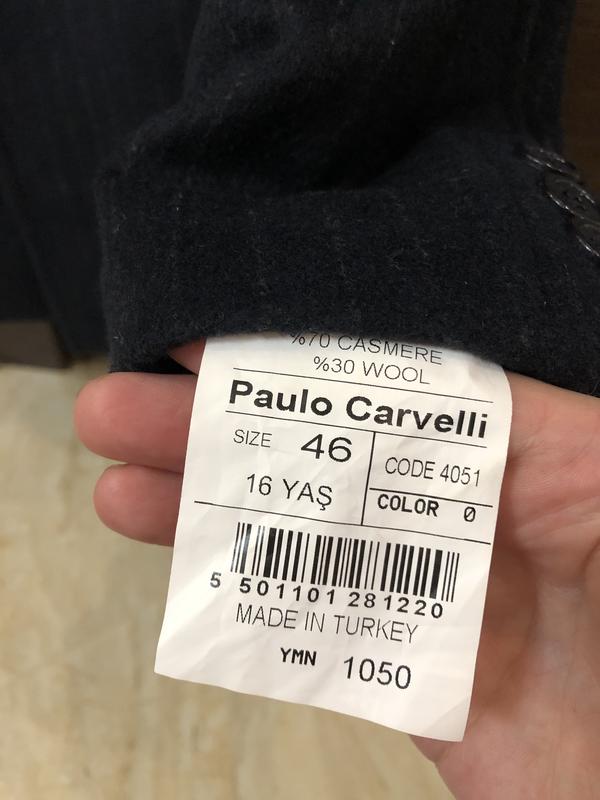 %70 CASMERE
%30 WOOL
Paulo Carvelli
SIZE 46
CODE 4051
16 YAŞ
COLOR 0
5 501101 281220
MADE IN TURKEY
YMN 1050